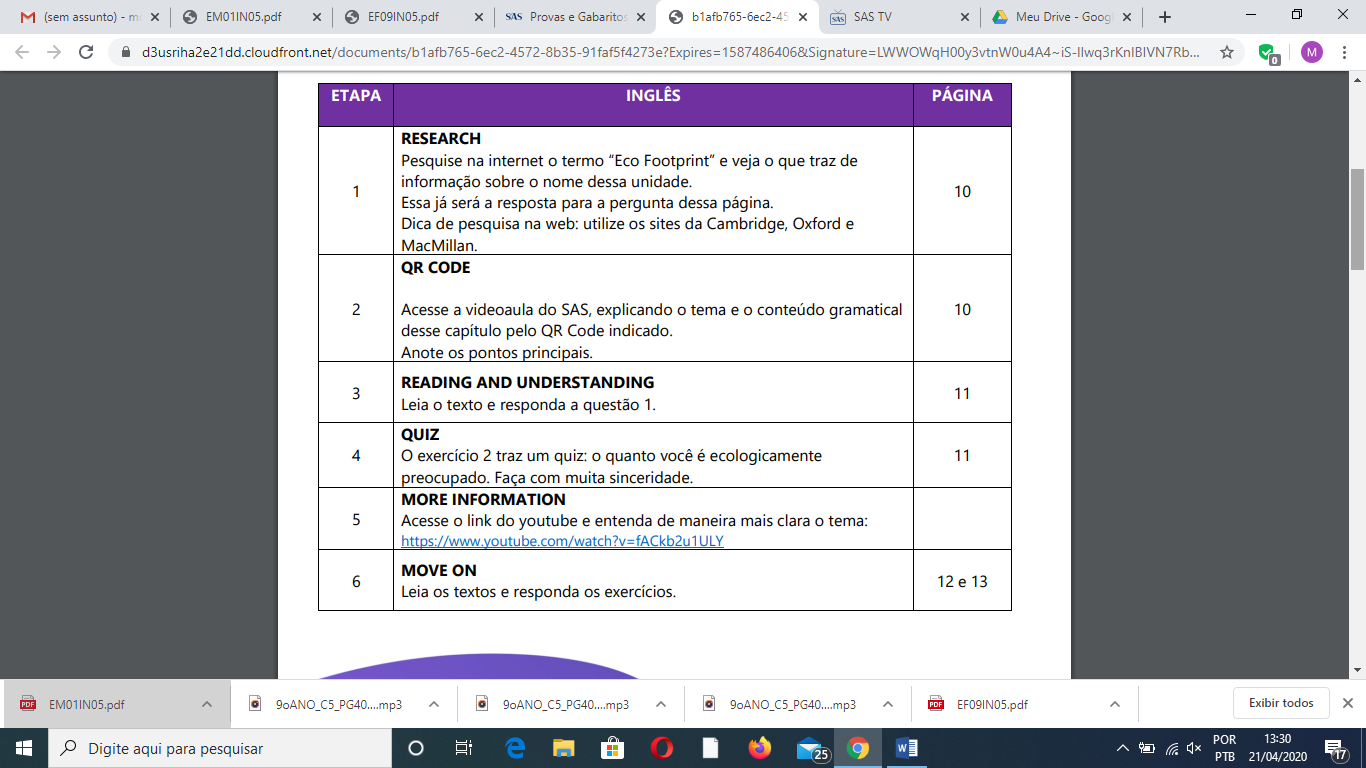 (sem assunto) - m
EM01IN05.pdf
EF09IN05.pdf
SAS
Provas e Gabaritos
b1afb765-6ec2-45
SAS TV
Meu Drive - Goog
d3usriha2e21dd.cloudfront.net/documents/b1afb765-6ec2-4572-8b35-91faf5f4273e?Expires=1587486406&Signature=LWWOWqH00y3vtnW0u4A4~iS-IIwq3rKnIBIVN7Rb...
0
M
ETAPA INGLÊS PÁGINA
RESEARCH
Pesquise na internet o termo “Eco Footprint” e veja o que traz de
informação sobre o nome dessa unidade.
1
10
Essa já será a resposta para a pergunta dessa página.
Dica de pesquisa na web: utilize os sites da Cambridge, Oxford e
MacMillan.
QR CODE
2
Acesse a videoaula do SAS, explicando o tema e o conteúdo gramatical
10
desse capítulo pelo QR Code indicado.
Anote os pontos principais.
READING AND UNDERSTANDING
3
11
Leia o texto e responda a questão 1.
QUIZ
4
O exercício 2 traz um quiz: o quanto você é ecologicamente
11
preocupado. Faça com muita sinceridade.
MORE INFORMATION
5
Acesse o link do youtube e entenda de maneira mais clara o tema:
https://www.youtube.com/watch?v=fACkb2u1ULY
MOVE ON
6
12 e 13
Leia os textos e responda os exercícios.
EM01IN05.pdf
9oANO_C5_PG40....mp3
9oANO_C5_PG40....mp3
9oANO_C5_PG40....mp3
EF09IN05.pdf
Exibir todos
Digite aqui para pesquisar
25
POR
PTB
13:30
21/04/2020
17